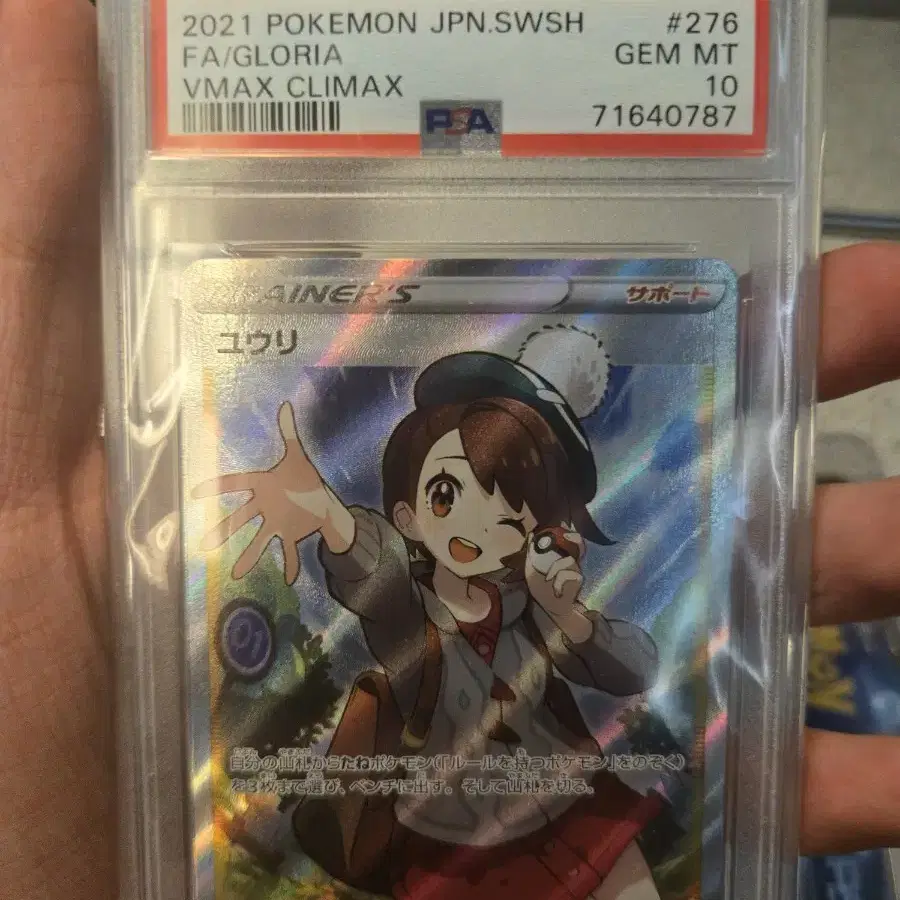 2021 POKEMON JPN.SWSH #276
FA/GLORIA GEM MT
VMAX CLIMAX 10
PSA 71640787
TRAINER'S サポート
ユウリ
01
自分の山札からたねポケモン(「ルールを持つポケモン」をのぞく)
を3枚まで選び、ベンチに出す。そして山札を切る。